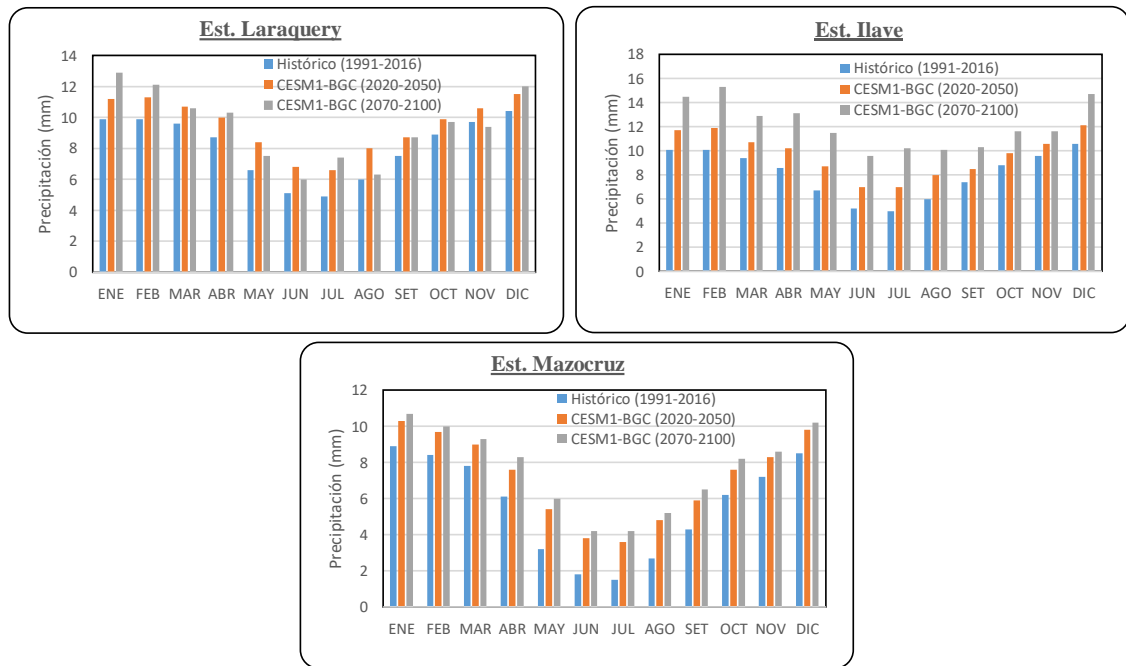 Est. Laraquery
Precipitación (mm)
14
12
10
8
6
4
2
0
Histórico (1991-2016)
CESM1-BGC (2020-2050)
CESM1-BGC (2070-2100)
ENE FEB MAR ABR MAY JUN JUL AGO SET OCT NOV DIC
Est. Ilave
Precipitación (mm)
18
16
14
12
10
8
6
4
2
0
Histórico (1991-2016)
CESM1-BGC (2020-2050)
CESM1-BGC (2070-2100)
ENE FEB MAR ABR MAY JUN JUL AGO SET OCT NOV DIC
Est. Mazocruz
Precipitación (mm)
12
10
8
6
4
2
0
Histórico (1991-2016)
CESM1-BGC (2020-2050)
CESM1-BGC (2070-2100)
ENE FEB MAR ABR MAY JUN JUL AGO SET OCT NOV DIC